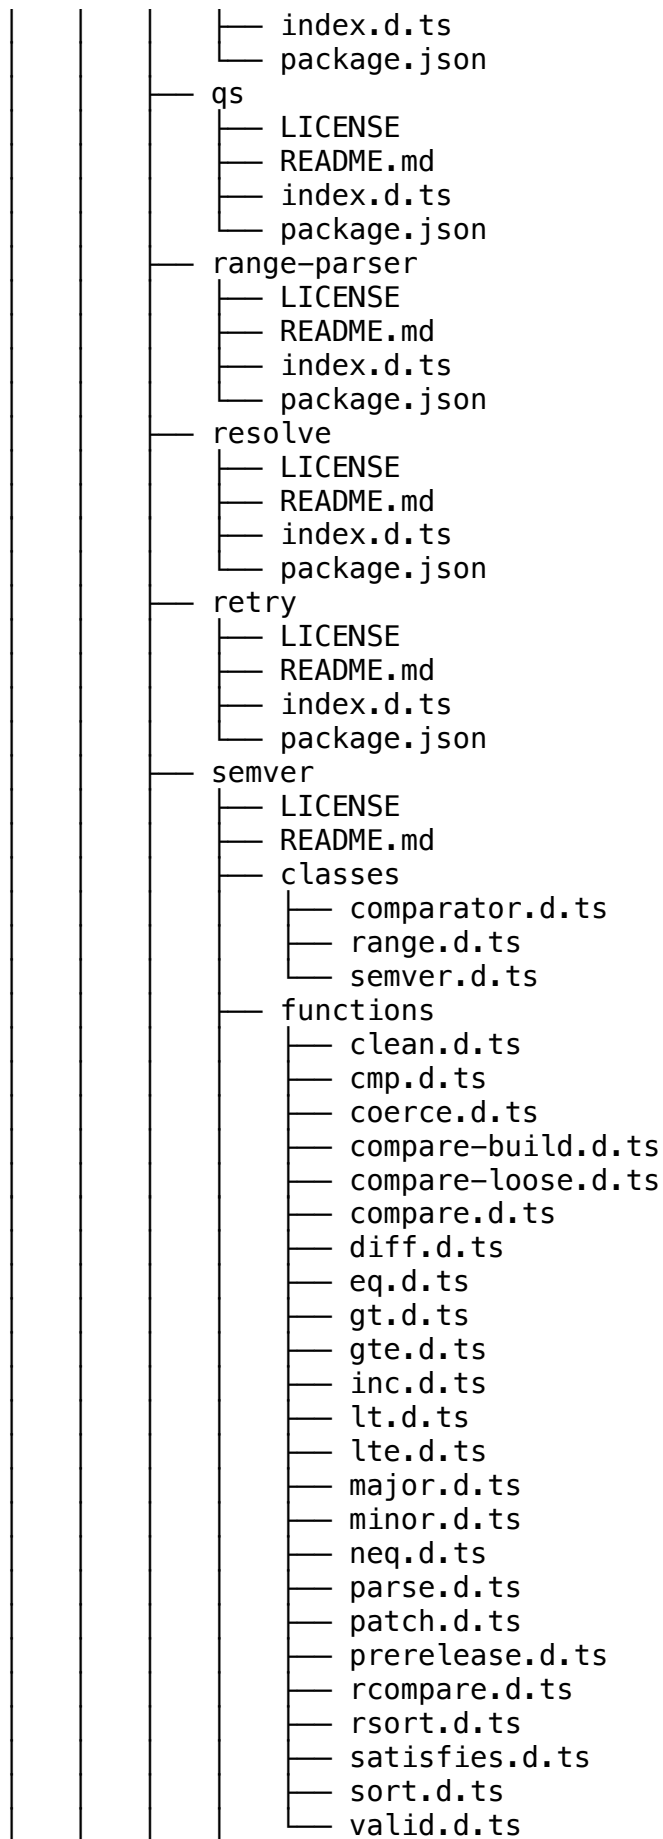 │   │   │   ├── index.d.ts
│   │   │   └── package.json
│   │   ├── qs
│   │   │   ├── LICENSE
│   │   │   ├── README.md
│   │   │   ├── index.d.ts
│   │   │   └── package.json
│   │   ├── range-parser
│   │   │   ├── LICENSE
│   │   │   ├── README.md
│   │   │   ├── index.d.ts
│   │   │   └── package.json
│   │   ├── resolve
│   │   │   ├── LICENSE
│   │   │   ├── README.md
│   │   │   ├── index.d.ts
│   │   │   └── package.json
│   │   ├── retry
│   │   │   ├── LICENSE
│   │   │   ├── README.md
│   │   │   ├── index.d.ts
│   │   │   └── package.json
│   │   ├── semver
│   │   │   ├── LICENSE
│   │   │   ├── README.md
│   │   │   ├── classes
│   │   │   │   ├── comparator.d.ts
│   │   │   │   ├── range.d.ts
│   │   │   │   └── semver.d.ts
│   │   │   ├── functions
│   │   │   │   ├── clean.d.ts
│   │   │   │   ├── cmp.d.ts
│   │   │   │   ├── coerce.d.ts
│   │   │   │   ├── compare-build.d.ts
│   │   │   │   ├── compare-loose.d.ts
│   │   │   │   ├── compare.d.ts
│   │   │   │   ├── diff.d.ts
│   │   │   │   ├── eq.d.ts
│   │   │   │   ├── gt.d.ts
│   │   │   │   ├── gte.d.ts
│   │   │   │   ├── inc.d.ts
│   │   │   │   ├── lt.d.ts
│   │   │   │   ├── lte.d.ts
│   │   │   │   ├── major.d.ts
│   │   │   │   ├── minor.d.ts
│   │   │   │   ├── neq.d.ts
│   │   │   │   ├── parse.d.ts
│   │   │   │   ├── patch.d.ts
│   │   │   │   ├── prerelease.d.ts
│   │   │   │   ├── rcompare.d.ts
│   │   │   │   ├── rsort.d.ts
│   │   │   │   ├── satisfies.d.ts
│   │   │   │   ├── sort.d.ts
│   │   │   │   └── valid.d.ts